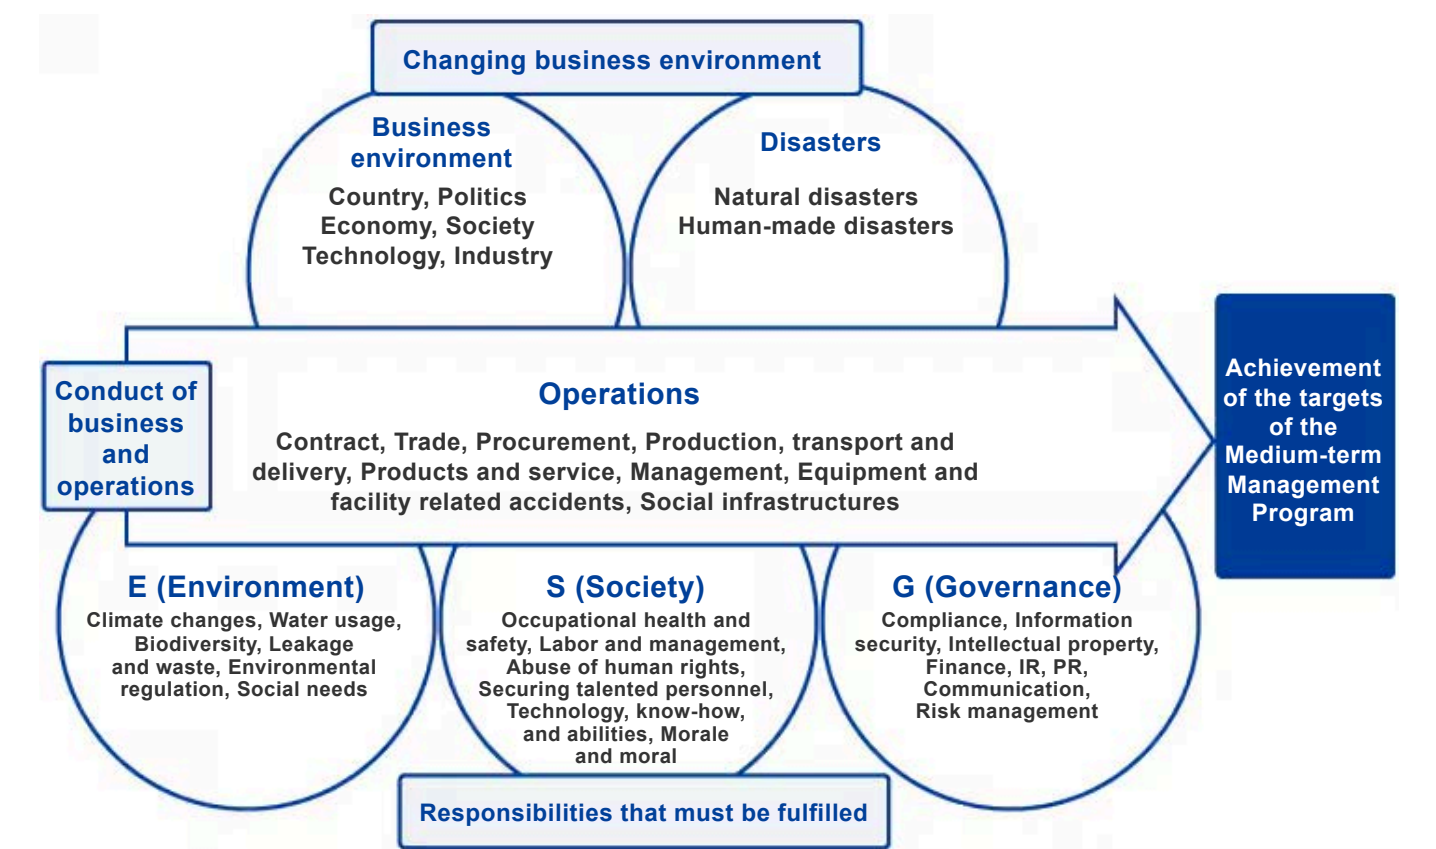 Changing business environment
Business
environment
Country, Politics
Economy, Society
Technology, Industry
Disasters
Natural disasters
Human-made disasters
Conduct of
business
and
operations
Operations
Contract, Trade, Procurement, Production, transport and
delivery, Products and service, Management, Equipment and
facility related accidents, Social infrastructures
Achievement
of the targets
of the
Medium-term
Management
Program
E (Environment)
Climate changes, Water usage,
Biodiversity, Leakage
and waste, Environmental
regulation, Social needs
S (Society)
Occupational health and
safety, Labor and management,
Abuse of human rights,
Securing talented personnel,
Technology, know-how,
and abilities, Morale
and moral
G (Governance)
Compliance, Information
security, Intellectual property,
Finance, IR, PR,
Communication,
Risk management
Responsibilities that must be fulfilled